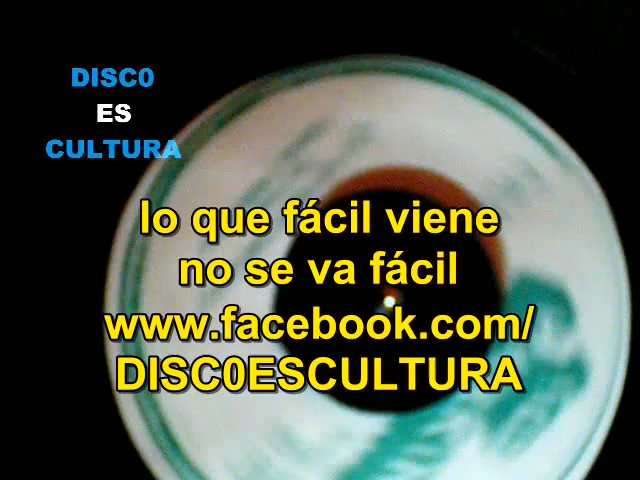 DISC0
ES
CULTURA
lo que fácil viene
no se va fácil
www.facebook.com/
DISC0ESCULTURA